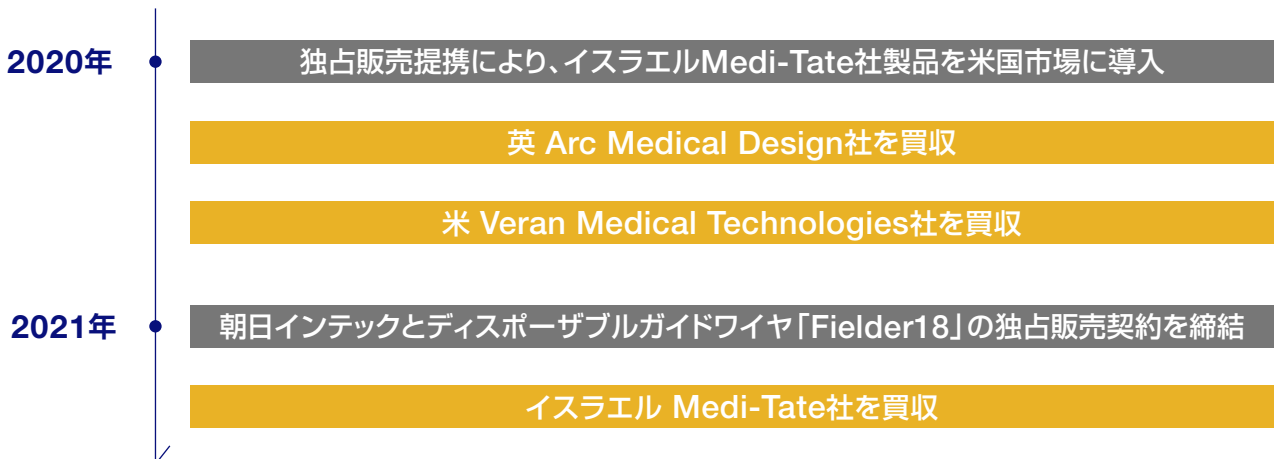 2020年
独占販売提携により、イスラエルMedi-Tate社製品を米国市場に導入
英 Arc Medical Design社を買収
米 Veran Medical Technologies社を買収
2021年
朝日インテックとディスポーザブルガイドワイヤ「Fielder18」の独占販売契約を締結
イスラエル Medi-Tate社を買収